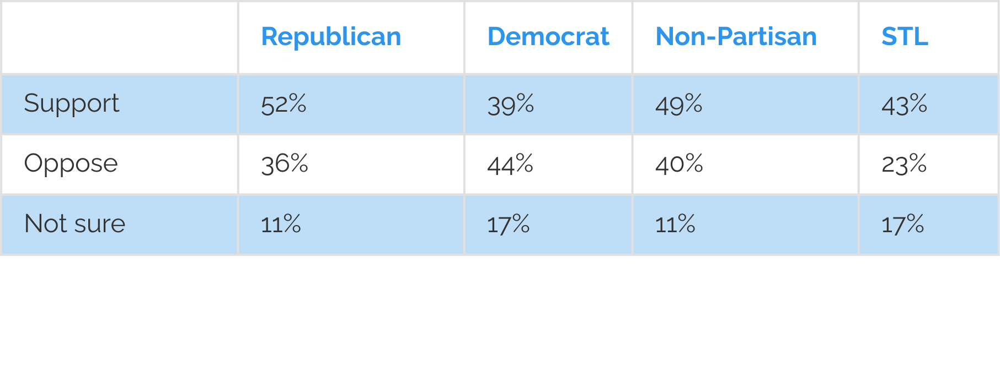 Republican Democrat Non-Partisan STL
Support 52% 39% 49% 43%
Oppose 36% 44% 40% 23%
Not sure 11% 17% 11% 17%